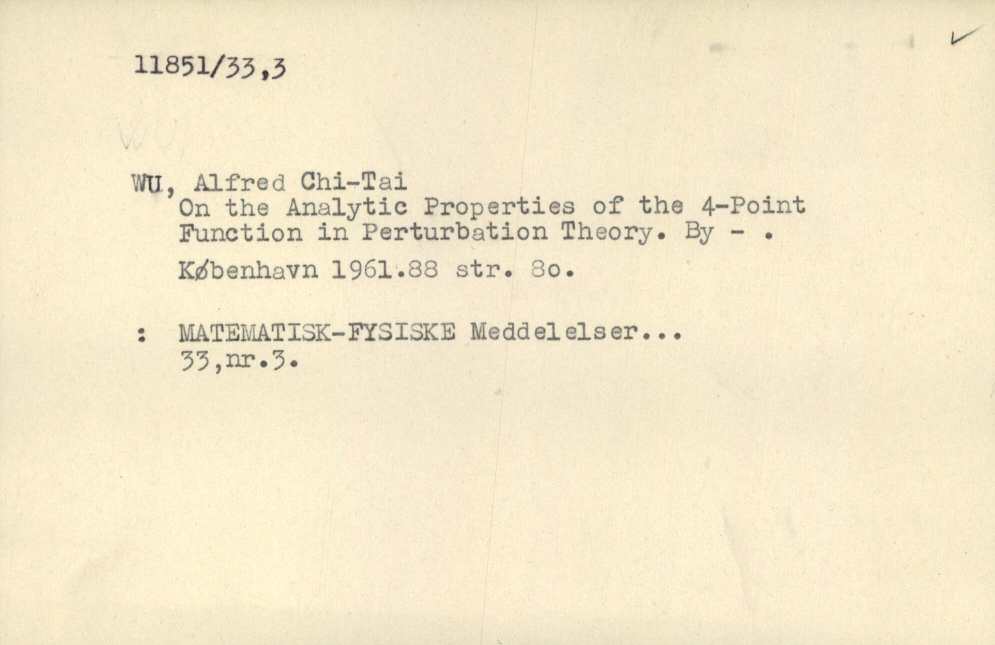 11851/33,3
WU, Alfred Chi-Tai
On the Analytic Properties of the 4-Point
Function in Perturbation Theory. By - .
København 1961.88 str. 8o.
: MATEMATISK-FYSISKE Meddelelser...
33,nr.3.